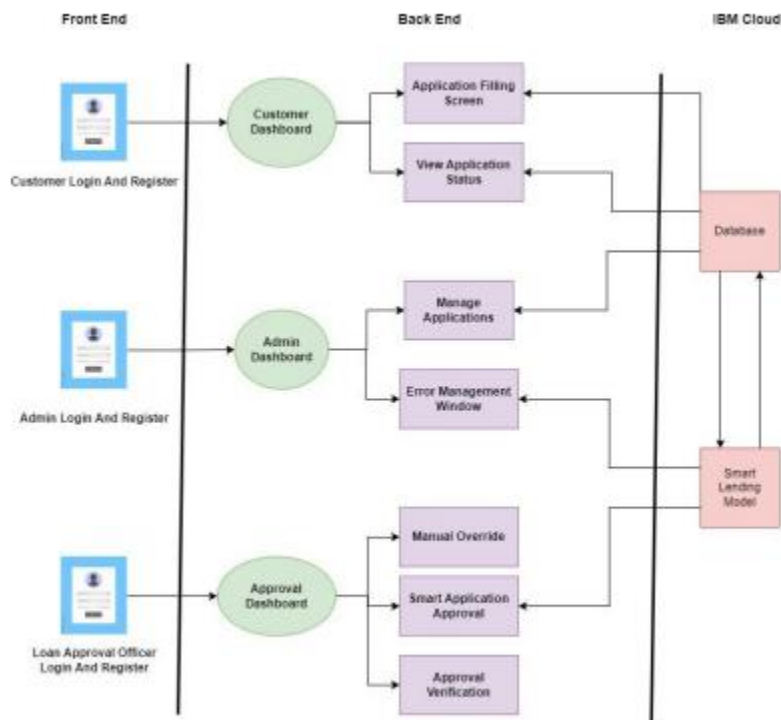 Front End
Back End
IBM Cloud
Customer Login And Register
Customer
Dashboard
Application Filling
Screen
View Application
Status
Database
Admin Login And Register
Admin
Dashboard
Manage
Applications
Error Management
Window
Smart
Lending
Model
Loan Approval Officer
Login And Register
Approval
Dashboard
Manual Override
Smart Application
Approval
Approval
Verification